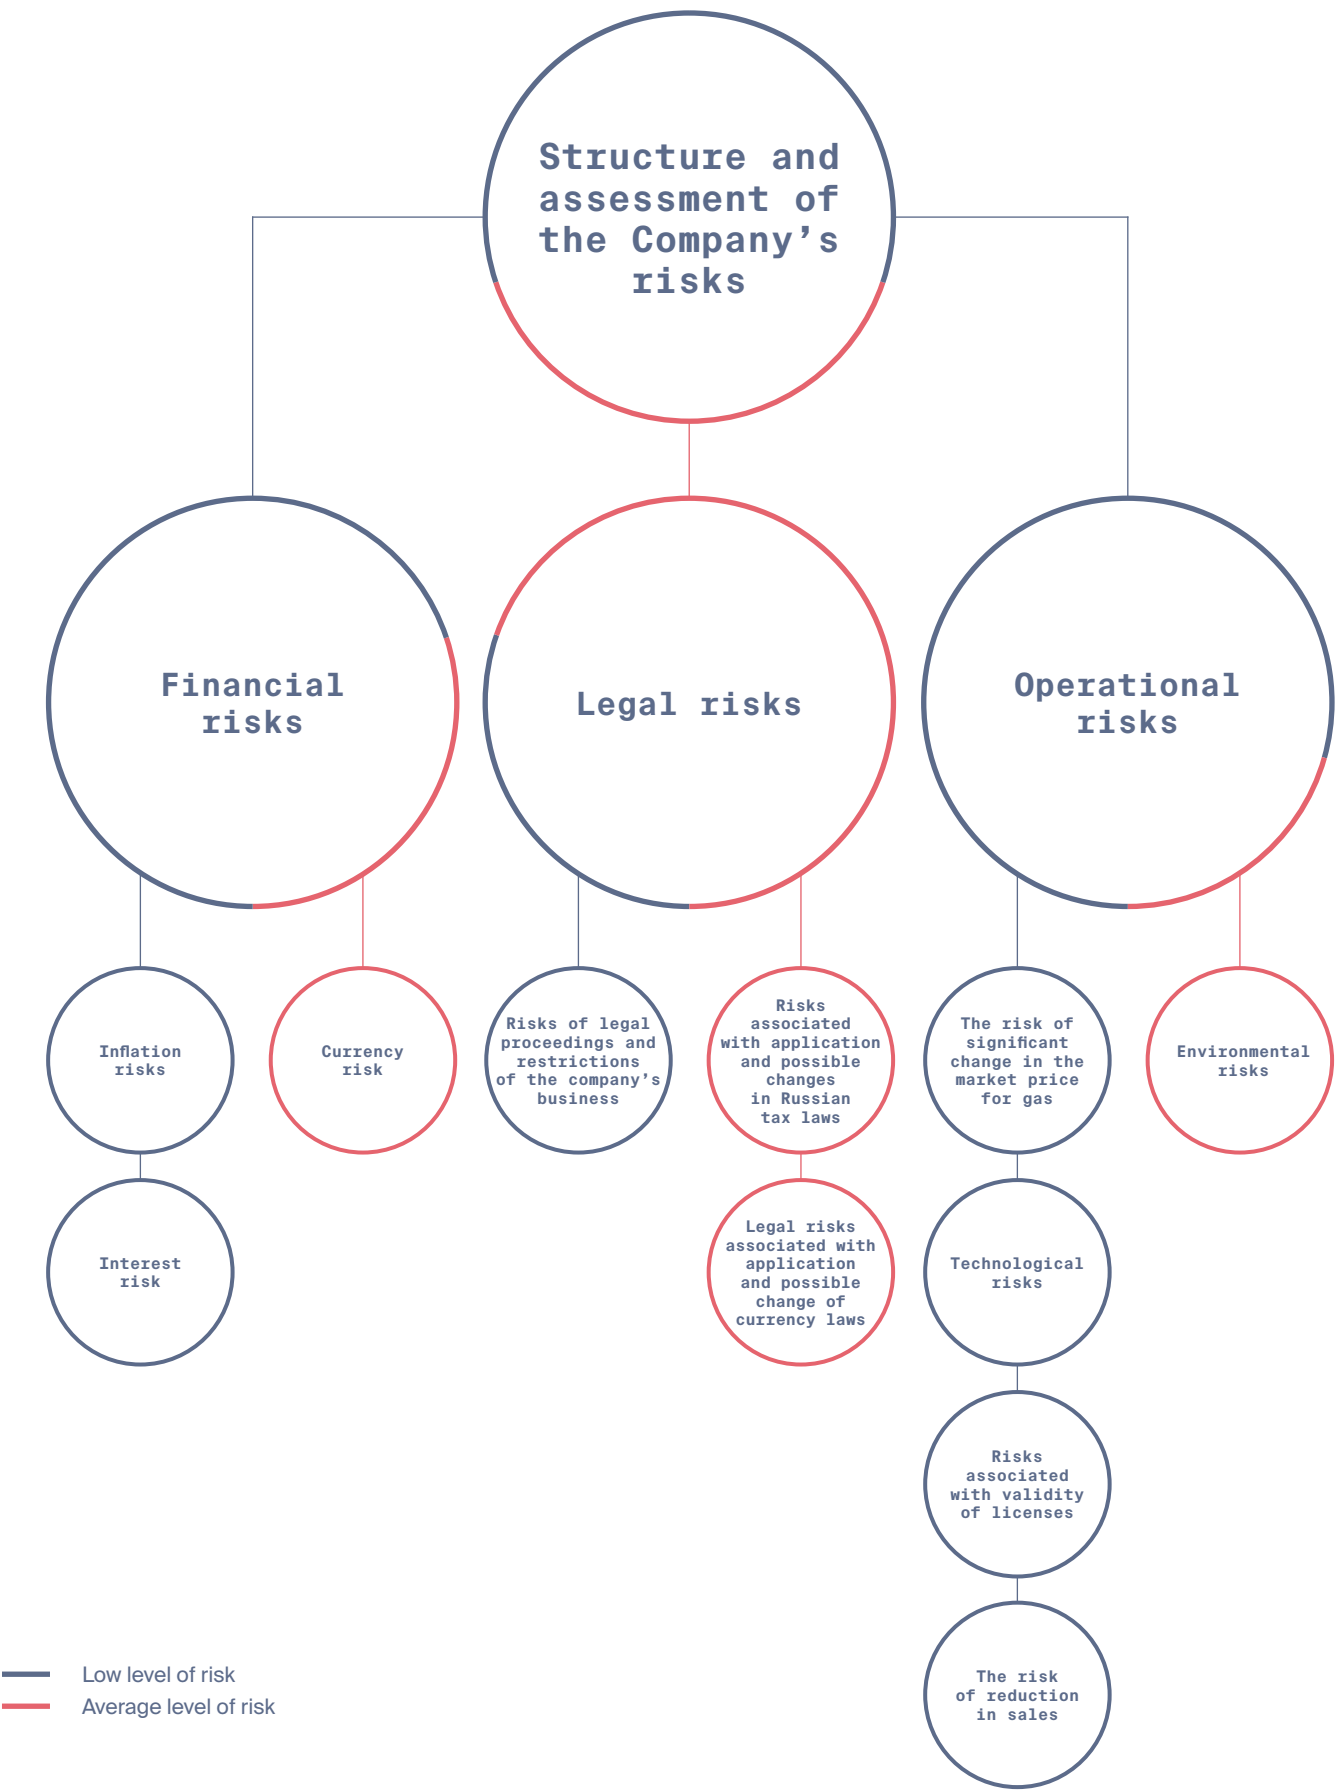 Structure and
assessment of
the Company’s
risks
Financial
risks
Legal risks
Operational
risks
Inflation
risks
Currency
risk
Risks of legal
proceedings and
restrictions
of the company’s
business
Risks
associated
with application
and possible
changes
in Russian
tax laws
The risk of
significant
change in the
market price
for gas
Environmental
risks
Interest
risk
Legal risks
associated with
application
and possible
change of
currency laws
Technological
risks
Risks
associated
with validity
of licenses
The risk
of reduction
in sales
Low level of risk
Average level of risk